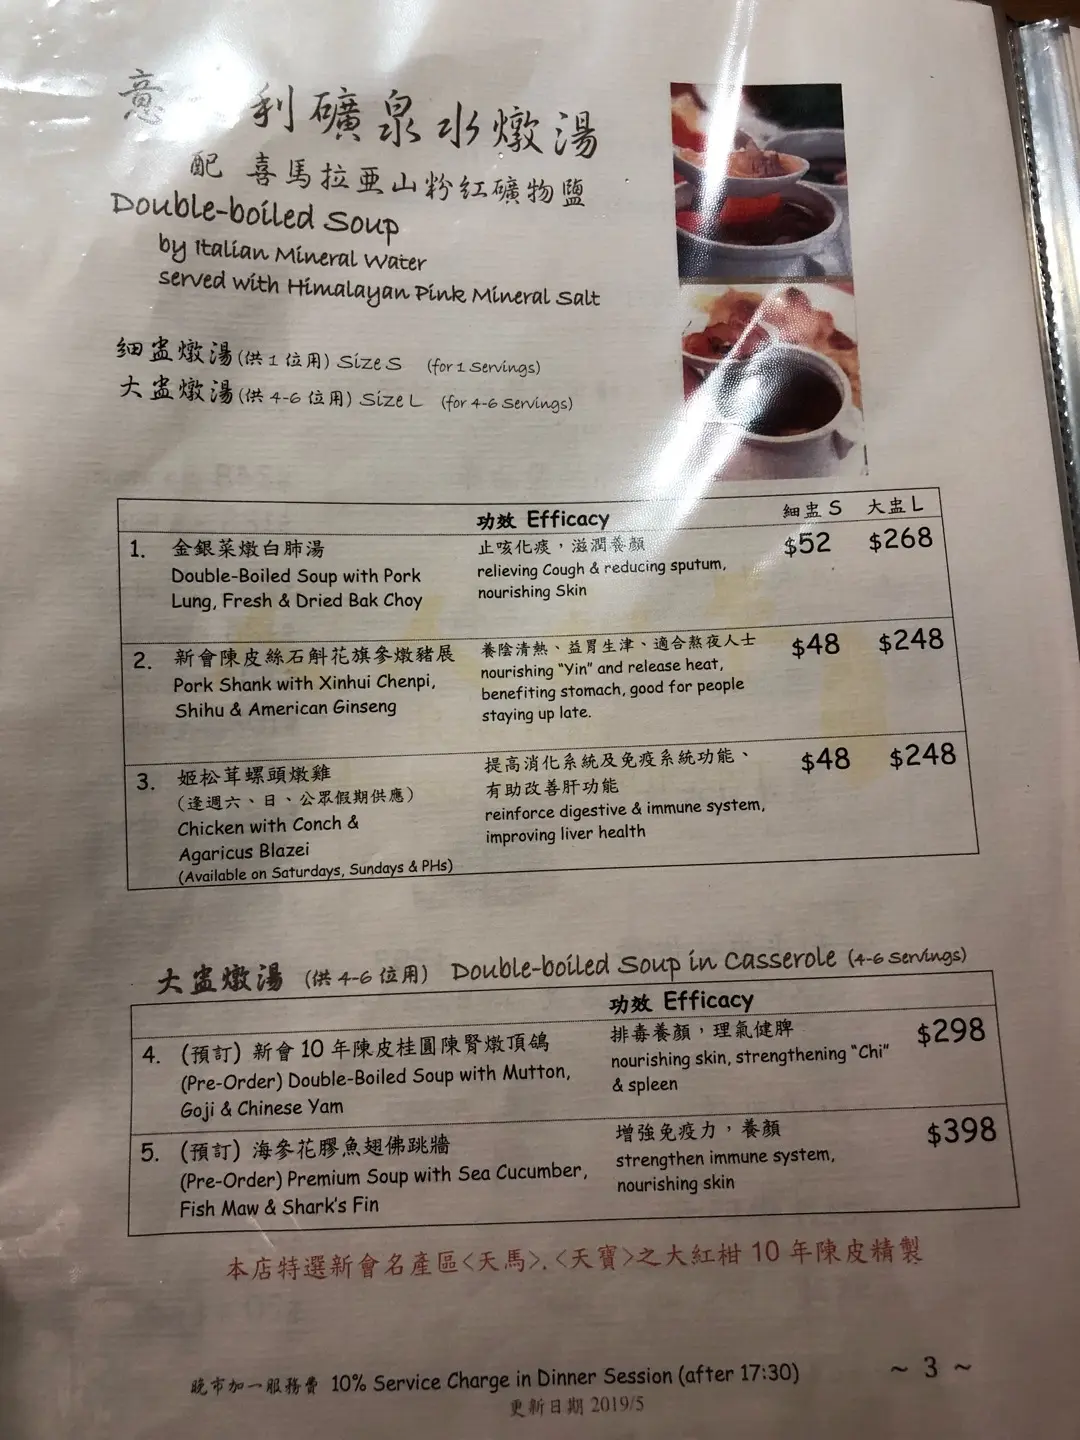 意 利礦泉水燉湯
配 喜馬拉亜山粉紅礦物鹽
Double-boiled Soup
by Italian Mineral Water
served with Himalayan Pink Mineral Salt
細盅燉湯(供1位用) Size S (for 1 Servings)
大盅燉湯(供 4-6 位用) Size L (for 4-6 Servings)
功效 Efficacy 細盅 S 大盅 L
1. 金銀菜燉白肺湯 止咳化痰，滋潤養顏 $52 $268
Double-Boiled Soup with Pork relieving Cough & reducing sputum,
Lung, Fresh & Dried Bak Choy nourishing Skin
2. 新會陳皮絲石斛花旗參燉豬展 養陰清熱、益胃生津、適合熬夜人士 $48 $248
Pork Shank with Xinhui Chenpi, nourishing "Yin" and release heat,
Shihu & American Ginseng benefiting stomach, good for people
staying up late.
3. 姬松茸螺頭燉雞 提高消化系統及免疫系統功能、 $48 $248
(逢週六、日、公眾假期供應) 有助改善肝功能
Chicken with Conch & reinforce digestive & immune system,
Agaricus Blazei improving liver health
(Available on Saturdays, Sundays & PHs)
大盅燉湯 (供 4-6 位用) Double-boiled Soup in Casserole (4-6 Servings)
功效 Efficacy
4. (預訂) 新會 10 年陳皮桂圓陳腎燉頂鴿 排毒養顏，理氣健脾 $298
(Pre-Order) Double-Boiled Soup with Mutton, nourishing skin, strengthening "Chi"
Goji & Chinese Yam & spleen
5. (預訂) 海參花膠魚翅佛跳牆 增強免疫力，養顏 $398
(Pre-Order) Premium Soup with Sea Cucumber, strengthen immune system,
Fish Maw & Shark's Fin nourishing skin
本店特選新會名產區<天馬>.<天寶>之大紅柑 10 年陳皮精製
晚市加一服務費 10% Service Charge in Dinner Session (after 17:30) ~ 3 ~
更新日期 2019/5